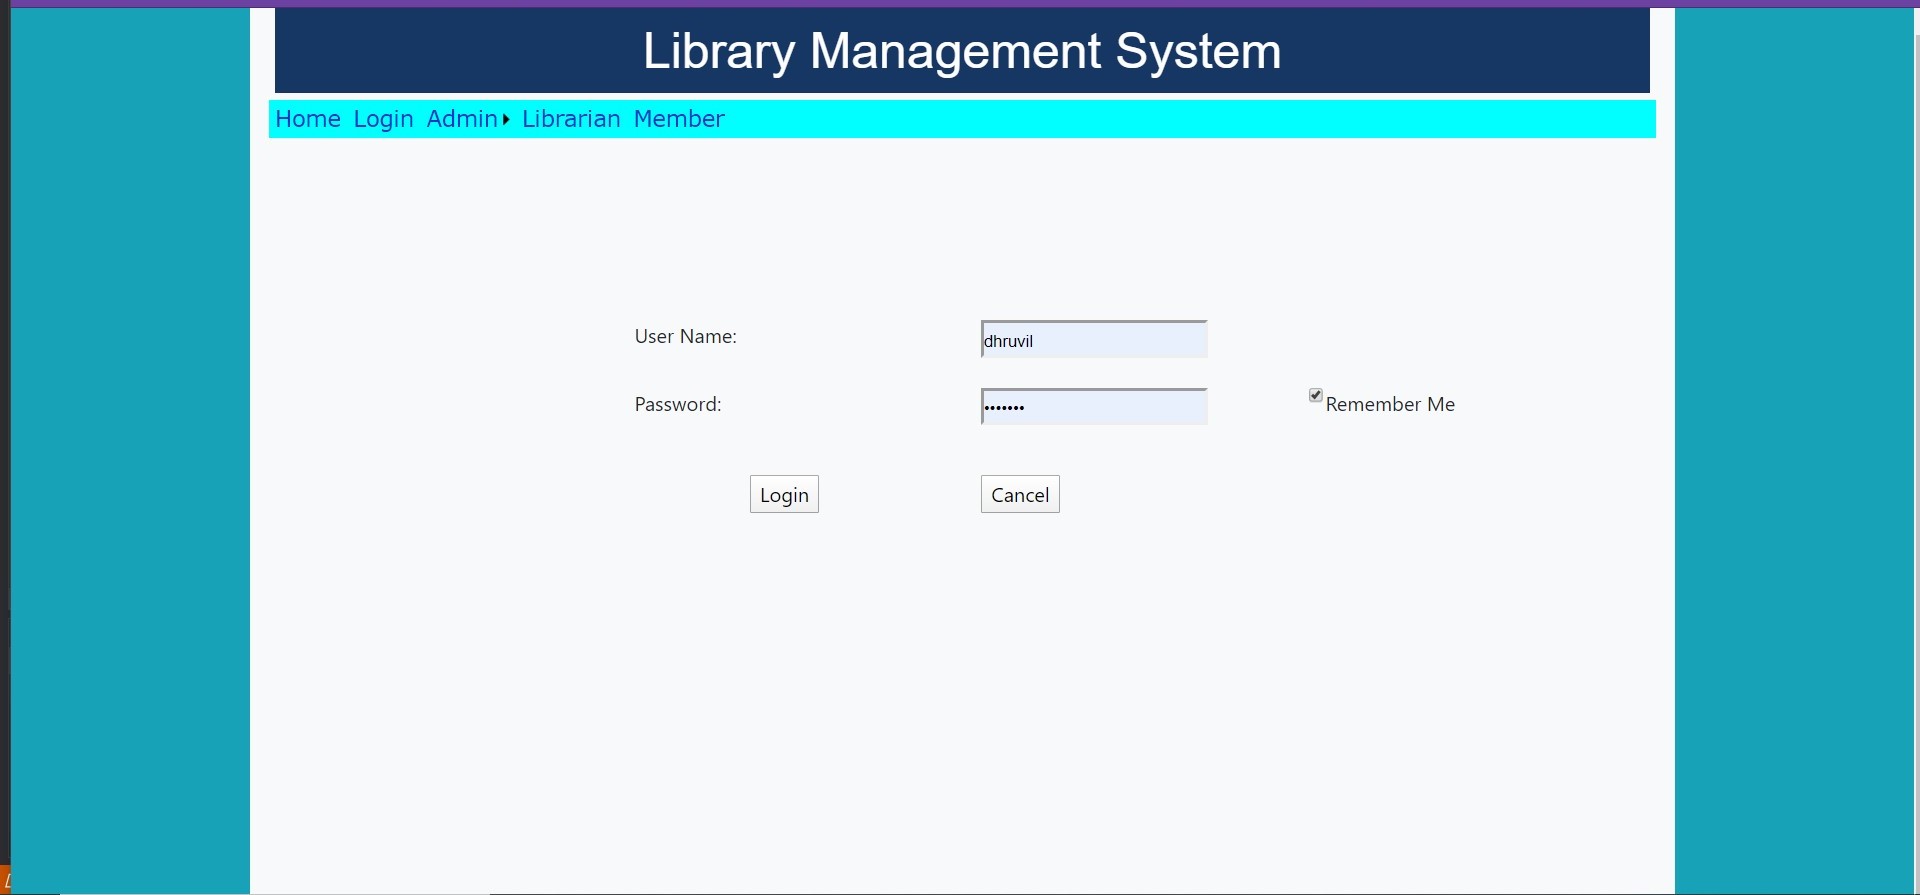 Library Management System
Home Login Admin Librarian Member
User Name: dhruvil
Password: ••••••• Remember Me
Login Cancel